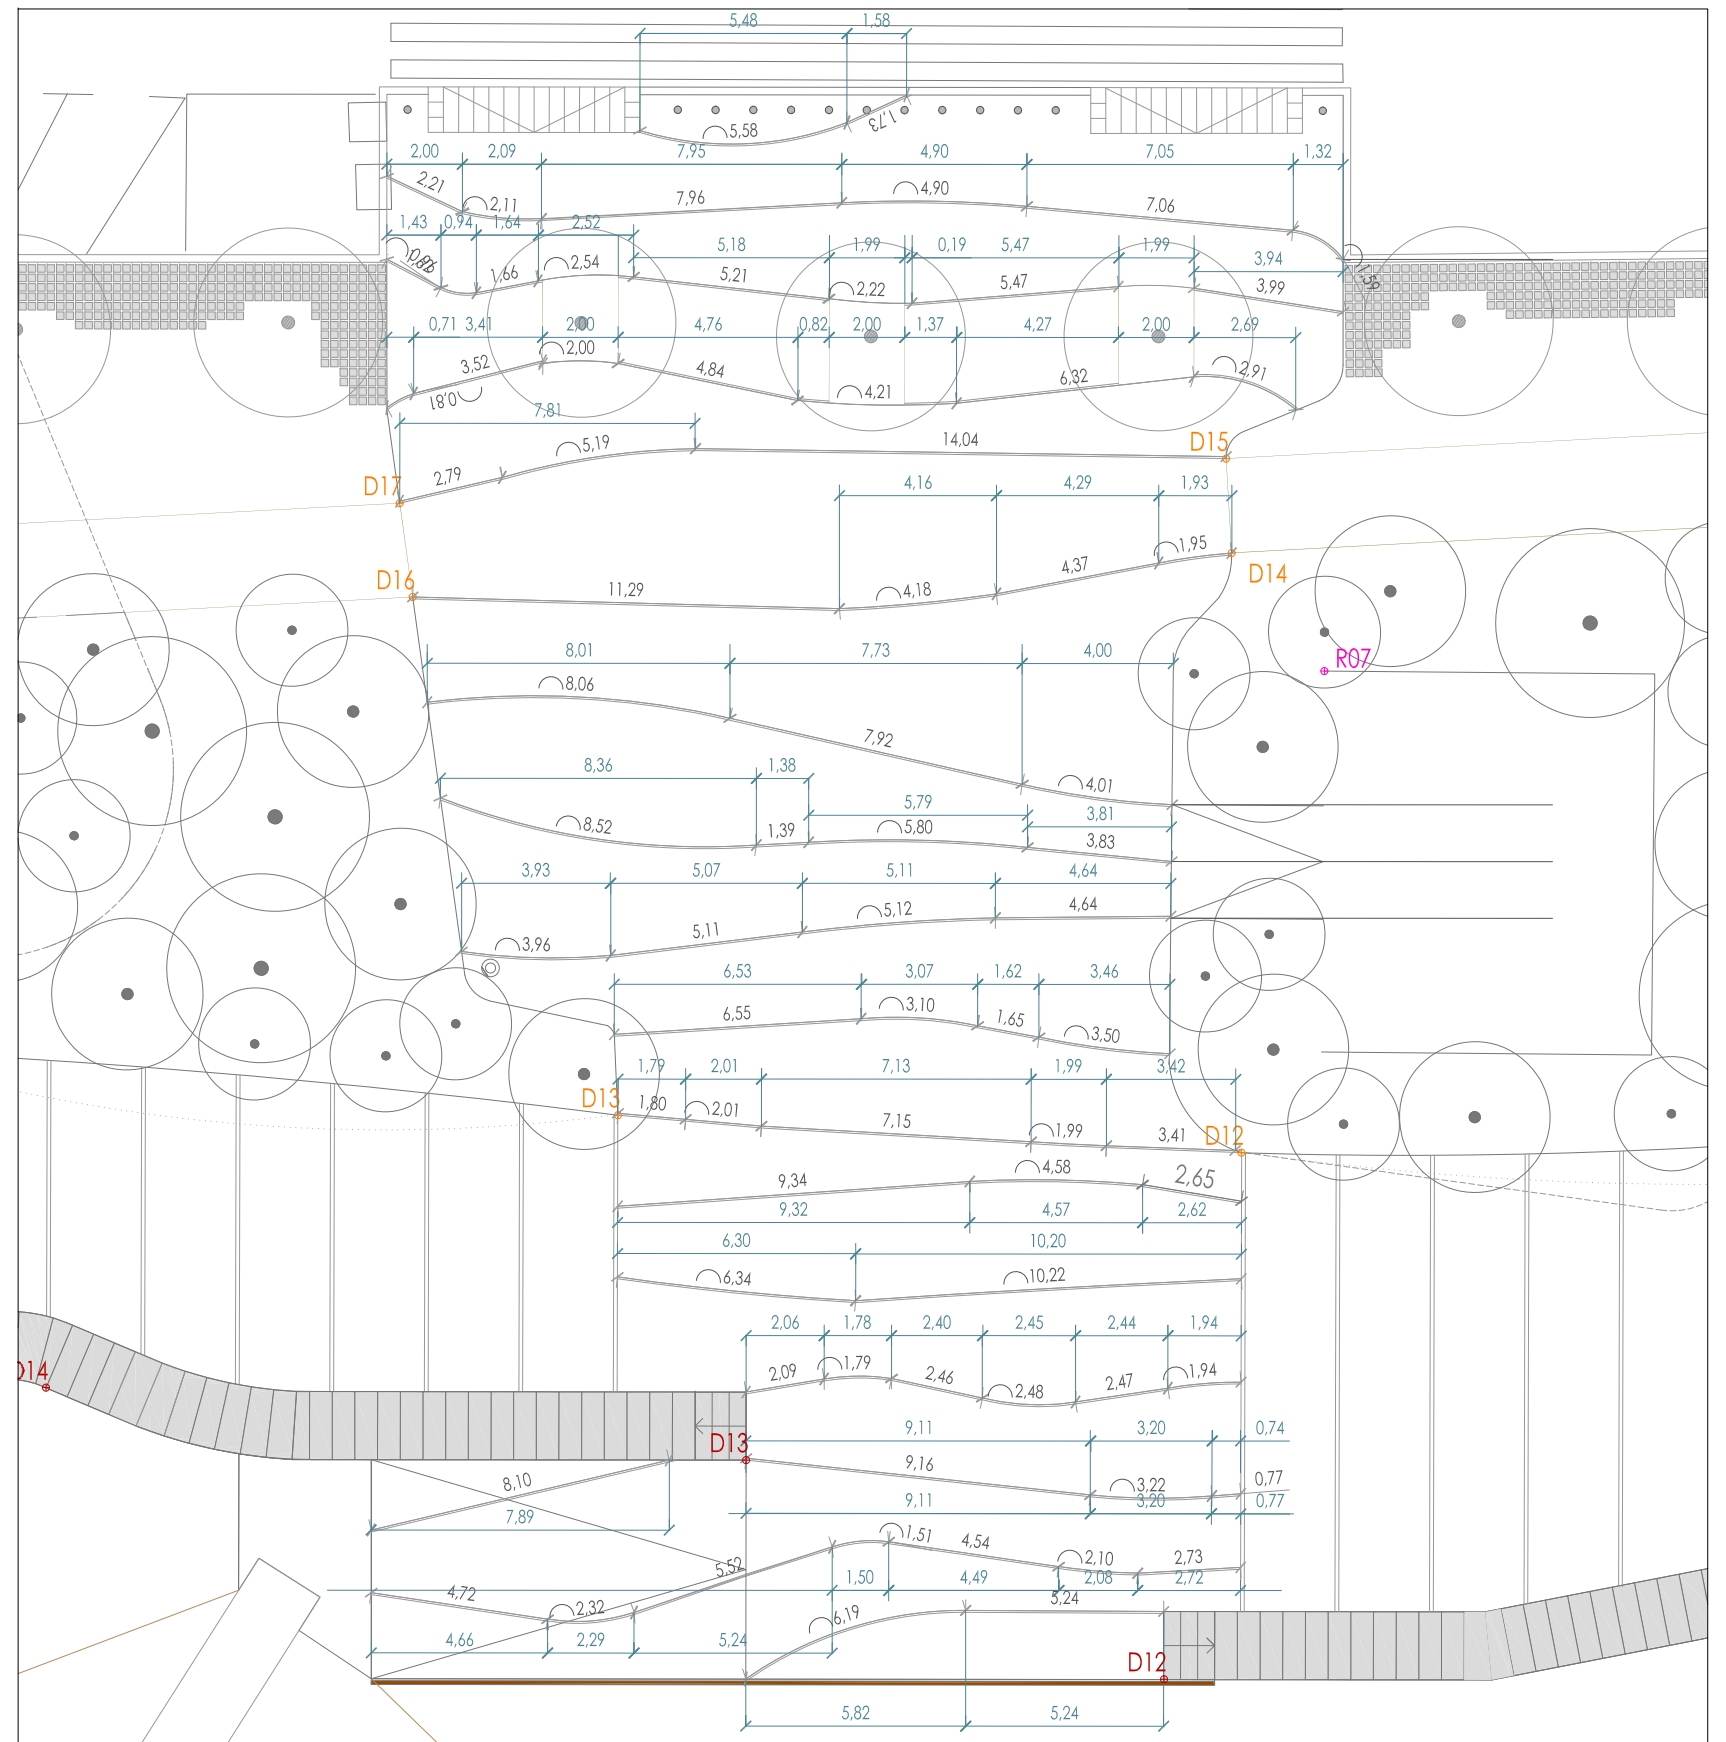 5,48 1,58
5,58 1,73
2,00 2,09 7,95 4,90 7,05 1,32
2,21 2,11 7,96 4,90 7,06
1,43 0,94 1,64 2,52
5,18 1,99 0,19 5,47 1,99 3,94
1,66 2,54 5,21 2,22 5,47 3,99 1,59
0,71 3,41 2,00 4,76 0,82 2,00 1,37 4,27 2,00 2,69
0,81 3,52 2,00 4,84 4,21 6,32 2,91
7,81
D17 2,79 5,19 14,04 D15
4,16 4,29 1,93
D16 11,29 4,18 4,37 1,95 D14
R07
8,01 7,73 4,00
8,06 7,92 4,01
8,36 1,38
5,79
3,81
8,52 1,39 5,80 3,83
3,93 5,07 5,11 4,64
3,96 5,11 5,12 4,64
6,53 3,07 1,62 3,46
6,55 3,10 1,65 3,50
1,79 2,01 7,13 1,99 3,42
D13 1,80 2,01 7,15 1,99 3,41 D12
9,34 4,58 2,65
9,32 4,57 2,62
6,30 10,20
6,34 10,22
2,06 1,78 2,40 2,45 2,44 1,94
2,09 1,79 2,46 2,48 2,47 1,94
D14
9,11 3,20 0,74
D13
9,16 3,22 0,77
9,11 3,20 0,77
8,10
7,89
4,72 2,32 5,52 1,51 4,54 2,10 2,73
1,50 4,49 2,08 2,72
6,19 5,24
4,66 2,29 5,24
D12
5,82 5,24